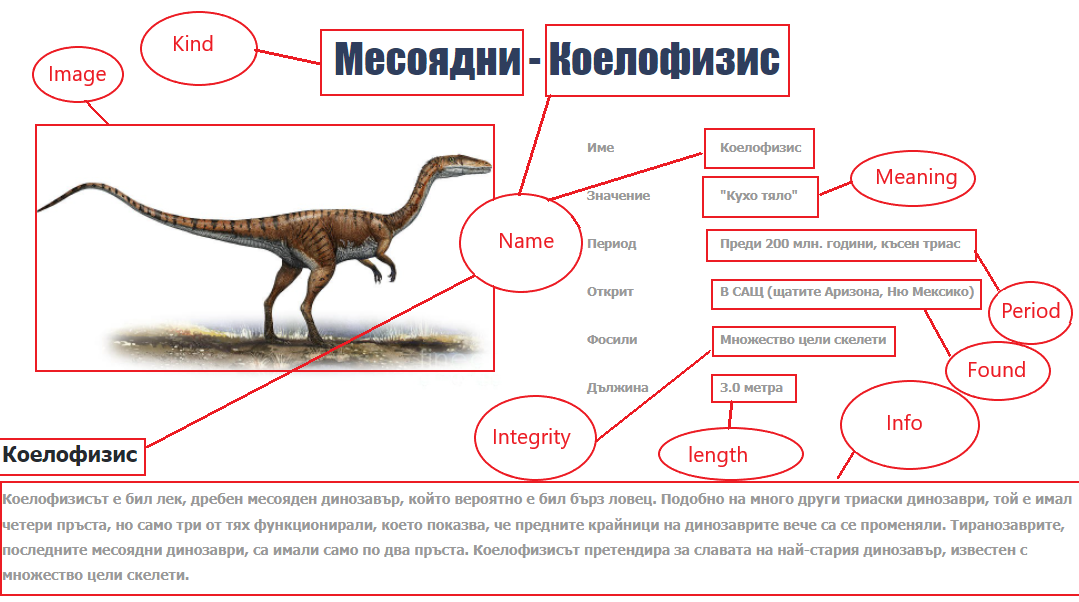 Kind
Image
Месоядни - Коелофизис
Име Коелофизис
Значение "Кухо тяло"
Meaning
Name
Период Преди 200 млн. години, късен триас
Открит В САЩ (щатите Аризона, Ню Мексико)
Period
Фосили Множество цели скелети
Found
Дължина 3.0 метра
Integrity
length
Info
Коелофизис
Коелофизисът е бил лек, дребен месояден динозавър, който вероятно е бил бърз ловец. Подобно на много други триаски динозаври, той е имал
четери пръста, но само три от тях функционирали, което показва, че предните крайници на динозаврите вече са се променяли. Тиранозаврите,
последните месоядни динозаври, са имали само по два пръста. Коелофизисът претендира за славата на най-стария динозавър, известен с
множество цели скелети.